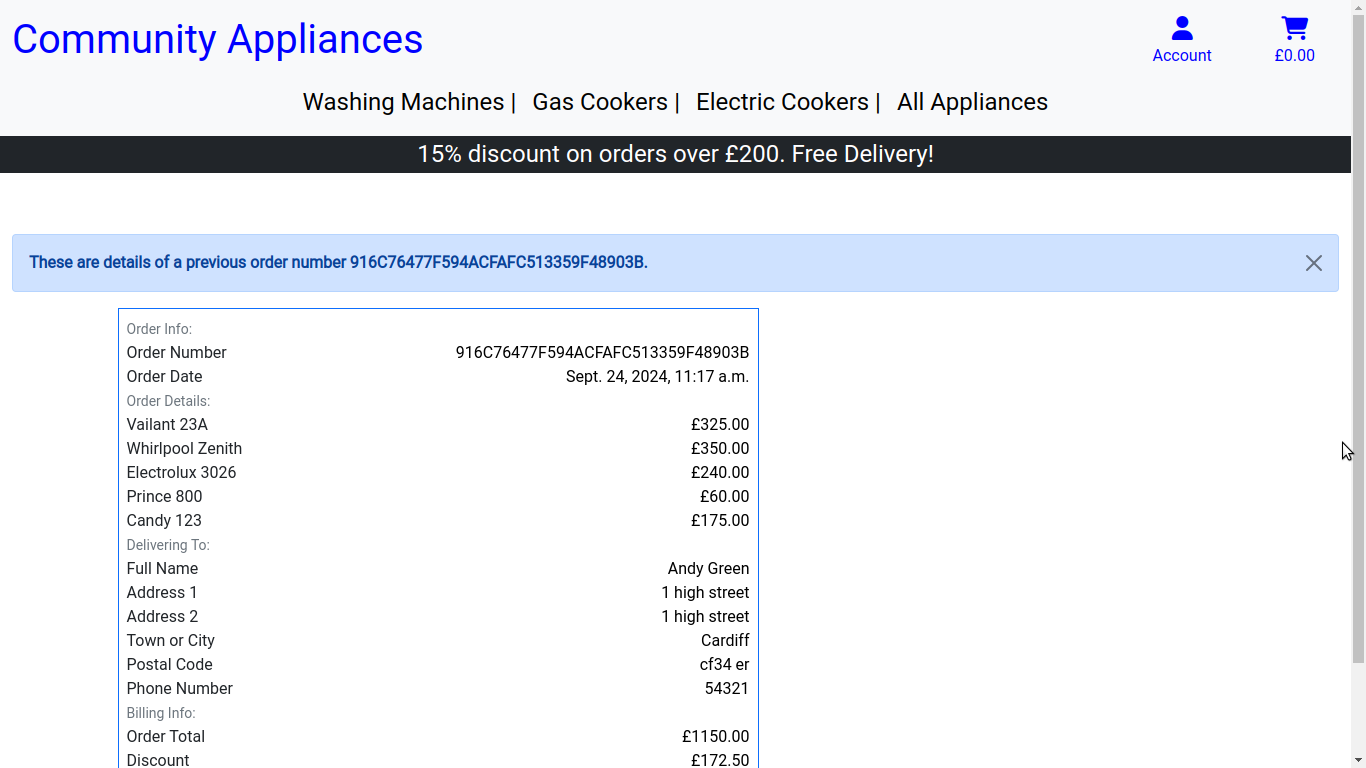 Community Appliances
Account
£0.00
Washing Machines | Gas Cookers | Electric Cookers | All Appliances
15% discount on orders over £200. Free Delivery!
These are details of a previous order number 916C76477F594ACFAFC513359F48903B.
Order Info:
Order Number 916C76477F594ACFAFC513359F48903B
Order Date Sept. 24, 2024, 11:17 a.m.
Order Details:
Vailant 23A £325.00
Whirlpool Zenith £350.00
Electrolux 3026 £240.00
Prince 800 £60.00
Candy 123 £175.00
Delivering To:
Full Name Andy Green
Address 1 1 high street
Address 2 1 high street
Town or City Cardiff
Postal Code cf34 er
Phone Number 54321
Billing Info:
Order Total £1150.00
Discount £172.50